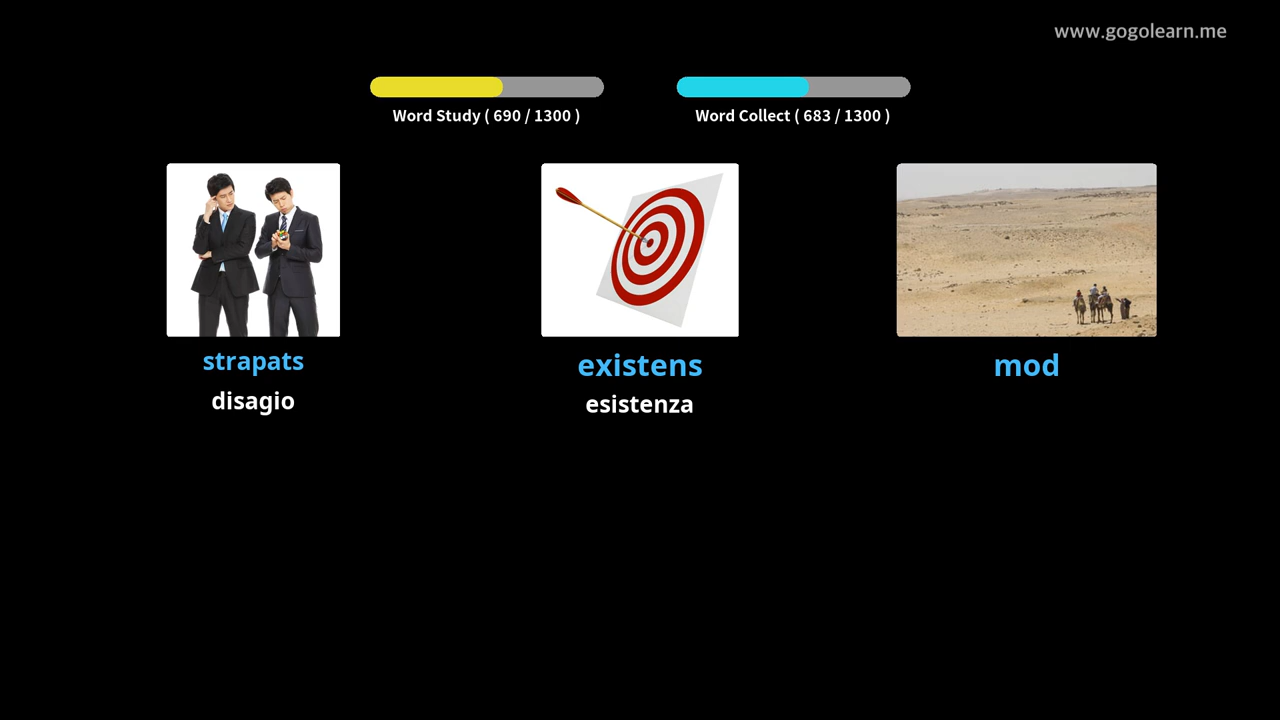 www.gogolearn.me
Word Study ( 690 / 1300 )
Word Collect ( 683 / 1300 )
strapats
disagio
existens
esistenza
mod